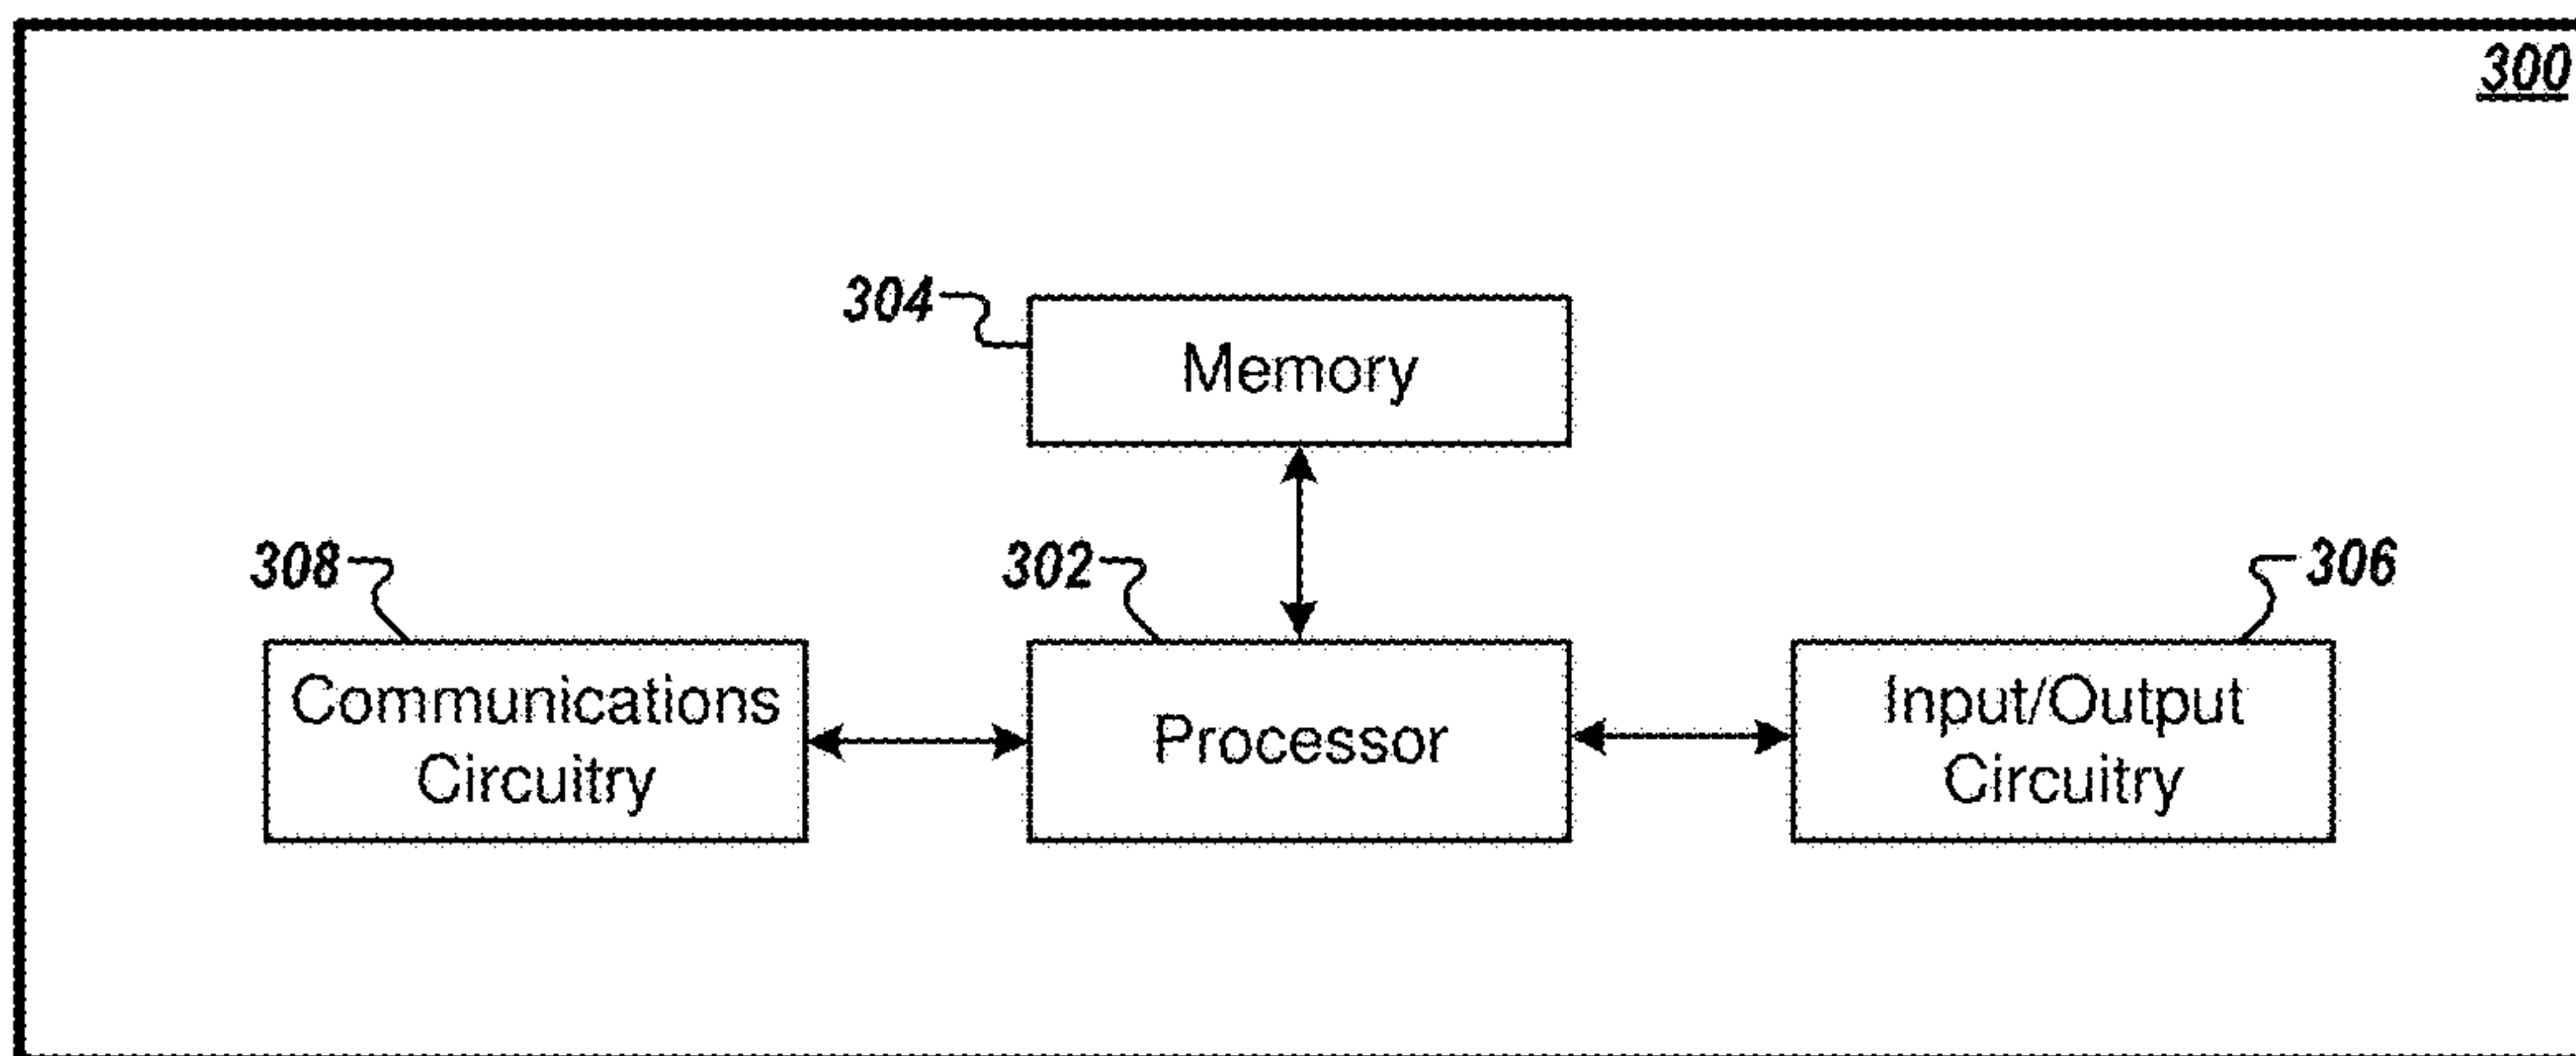 300
304
Memory
308
302
306
Communications
Circuitry
Processor
Input/Output
Circuitry